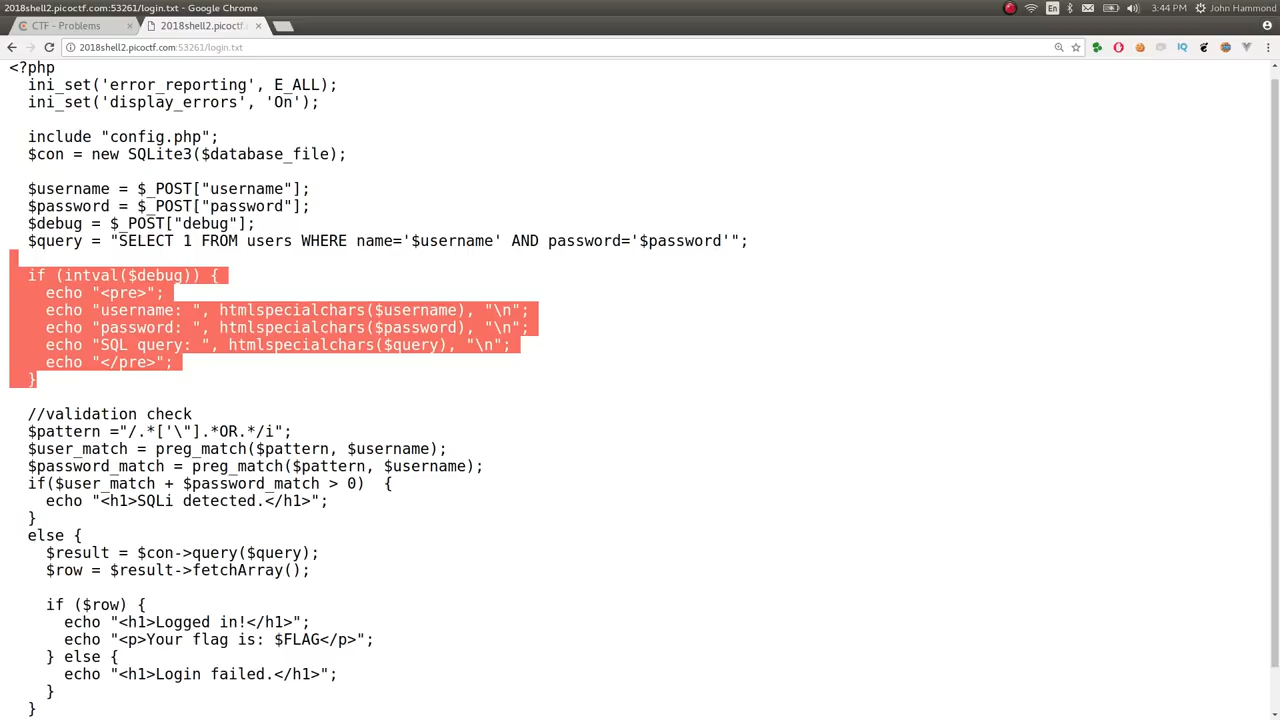 2018shell2.picoctf.com:53261/login.txt - Google Chrome
En
3:44 PM
John Hammond
CTF - Problems
2018shell2.picoctf.
2018shell2.picoctf.com:53261/login.txt
IQ
<?php
  ini_set('error_reporting', E_ALL);
  ini_set('display_errors', 'On');

  include "config.php";
  $con = new SQLite3($database_file);

  $username = $_POST["username"];
  $password = $_POST["password"];
  $debug = $_POST["debug"];
  $query = "SELECT 1 FROM users WHERE name='$username' AND password='$password'";

  if (intval($debug)) {
    echo "<pre>";
    echo "username: ", htmlspecialchars($username), "\n";
    echo "password: ", htmlspecialchars($password), "\n";
    echo "SQL query: ", htmlspecialchars($query), "\n";
    echo "</pre>";
  }

  //validation check
  $pattern ="/.*['\"].*OR.*/i";
  $user_match = preg_match($pattern, $username);
  $password_match = preg_match($pattern, $username);
  if($user_match + $password_match > 0)  {
    echo "<h1>SQLi detected.</h1>";
  }
  else {
    $result = $con->query($query);
    $row = $result->fetchArray();

    if ($row) {
      echo "<h1>Logged in!</h1>";
      echo "<p>Your flag is: $FLAG</p>";
    } else {
      echo "<h1>Login failed.</h1>";
    }
  }